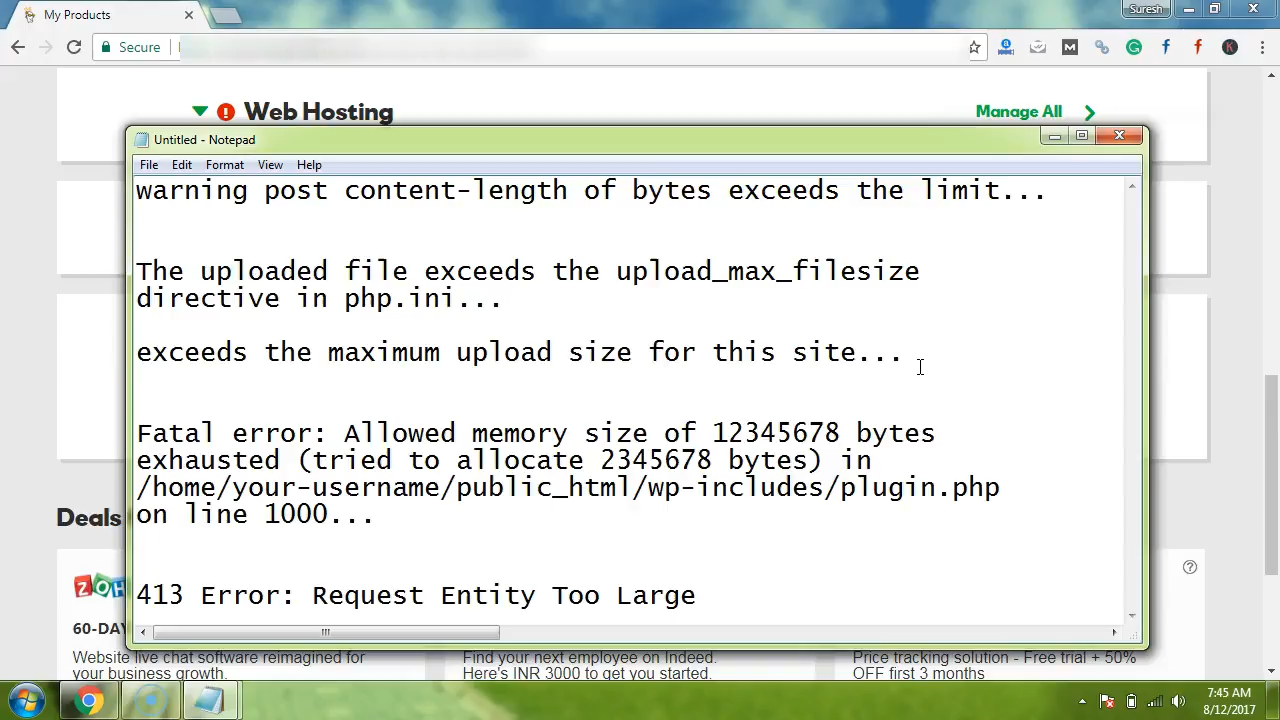 My Products
Suresh
Secure
Web Hosting
Manage All
Untitled - Notepad
File Edit Format View Help
warning post content-length of bytes exceeds the limit...
The uploaded file exceeds the upload_max_filesize
directive in php.ini...
exceeds the maximum upload size for this site...
Fatal error: Allowed memory size of 12345678 bytes
exhausted (tried to allocate 2345678 bytes) in
/home/your-username/public_html/wp-includes/plugin.php
on line 1000...
413 Error: Request Entity Too Large
Deals
ZOH
60-DAY
Website live chat software reimagined for
your business growth.
Find your next employee on Indeed.
Here's INR 3000 to get you started.
Price tracking solution - Free trial + 50%
OFF first 3 months
7:45 AM
8/12/2017